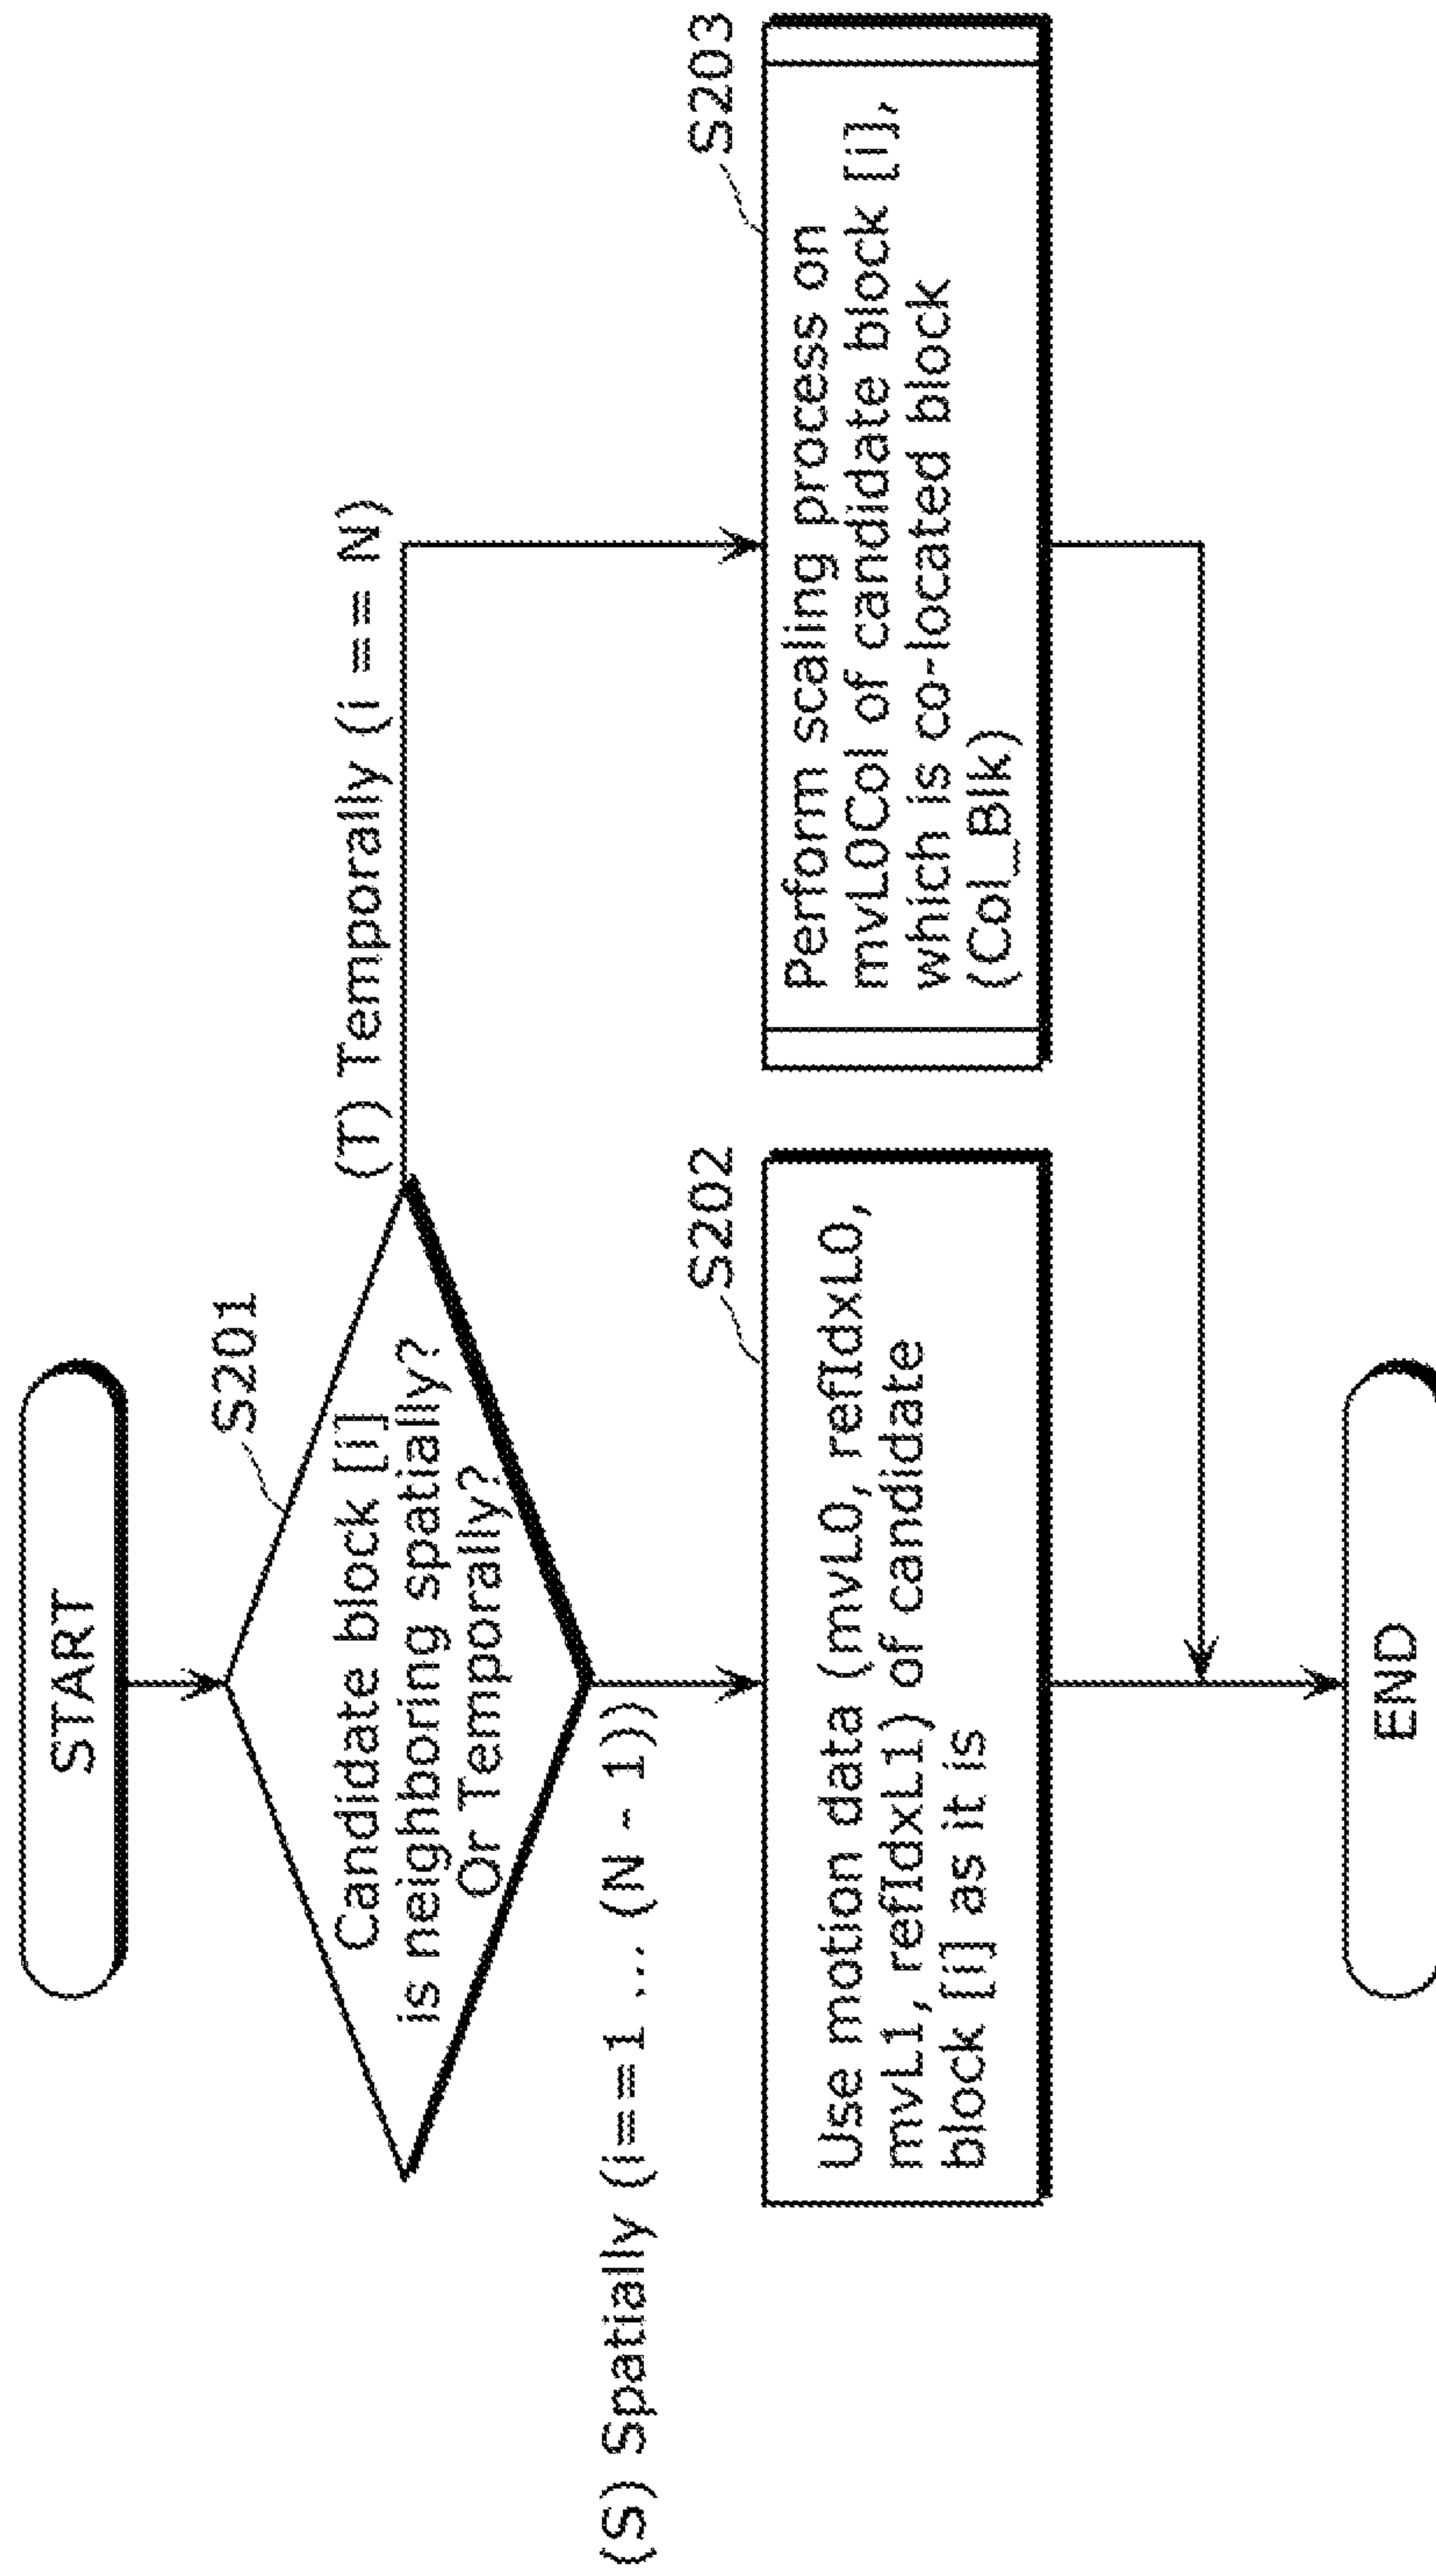 START
S201
Candidate block [i]
is neighboring spatially?
Or Temporally?
(T) Temporally (i == N)
(S) Spatially (i==1 ... (N - 1))
S202
Use motion data (mvL0, refIdxL0,
mvL1, refIdxL1) of candidate
block [i] as it is
S203
Perform scaling process on
mvL0Col of candidate block [i],
which is co-located block
(Col_Blk)
END